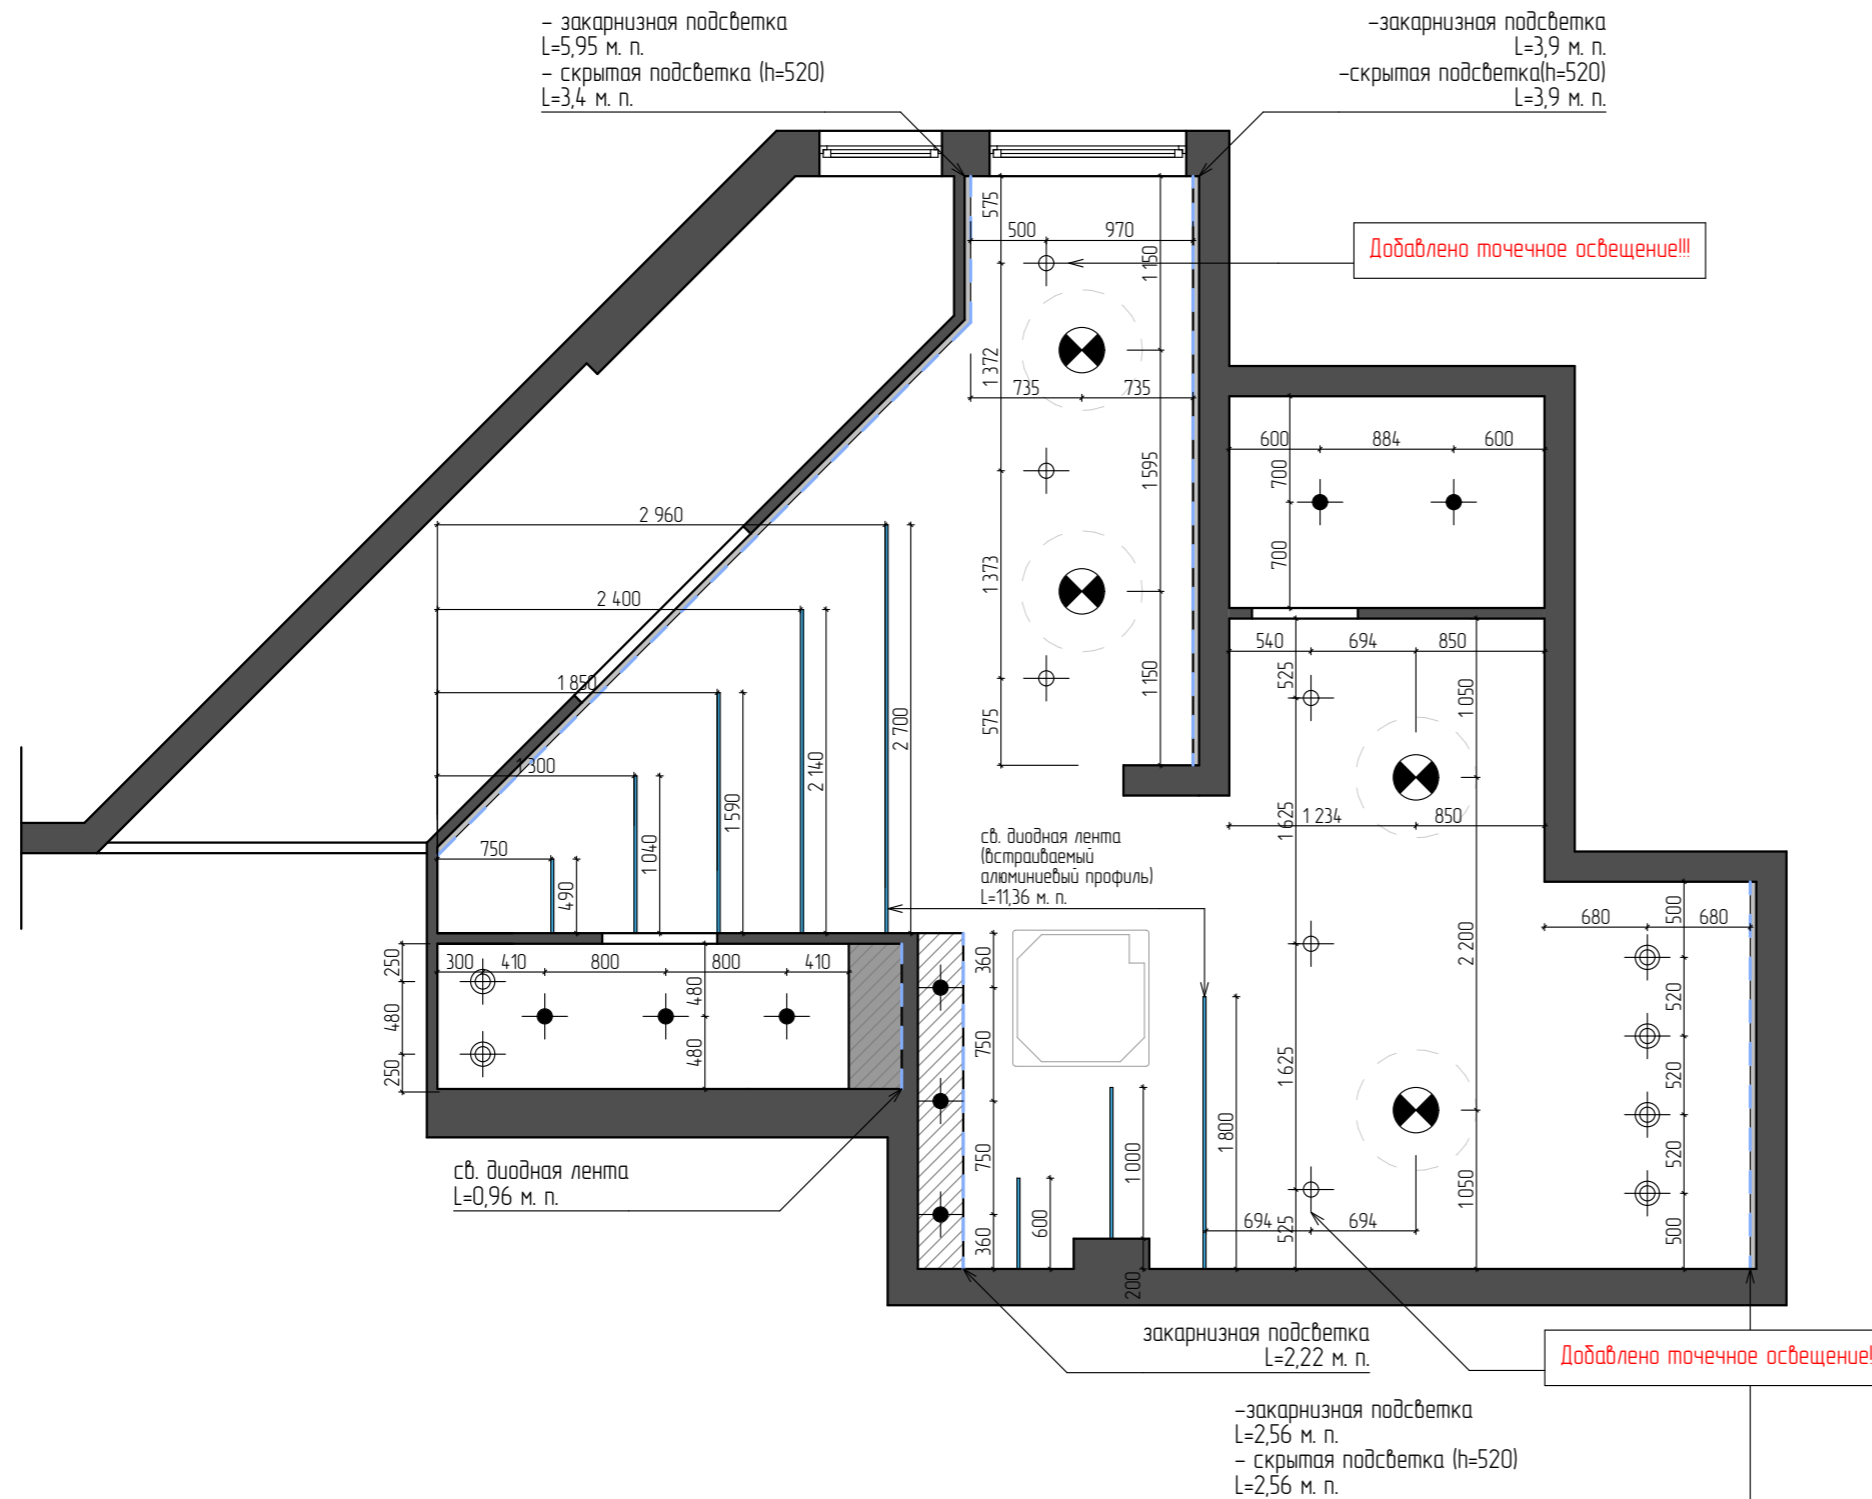 - закарнизная подсветка
L=5,95 м. п.
- скрытая подсветка (h=520)
L=3,4 м. п.
-закарнизная подсветка
L=3,9 м. п.
-скрытая подсветка(h=520)
L=3,9 м. п.
Добавлено точечное освещение!!!
575
500
970
1 150
1 372
735
735
600
884
600
700
1 595
2 960
700
1 373
2 400
540
694
850
525
1 850
1 050
1 150
2 700
575
1 300
2 140
1 590
1 625
1 234
850
св. диодная лента
(встраиваемый
алюминиевый профиль)
L=11,36 м. п.
750
1 040
490
680
500
680
2 200
250
300
410
800
800
410
360
480
520
480
750
480
520
1 625
250
1 800
1 000
750
520
св. диодная лента
L=0,96 м. п.
1 050
600
694
694
525
360
500
200
закарнизная подсветка
L=2,22 м. п.
Добавлено точечное освещение!
-закарнизная подсветка
L=2,56 м. п.
- скрытая подсветка (h=520)
L=2,56 м. п.